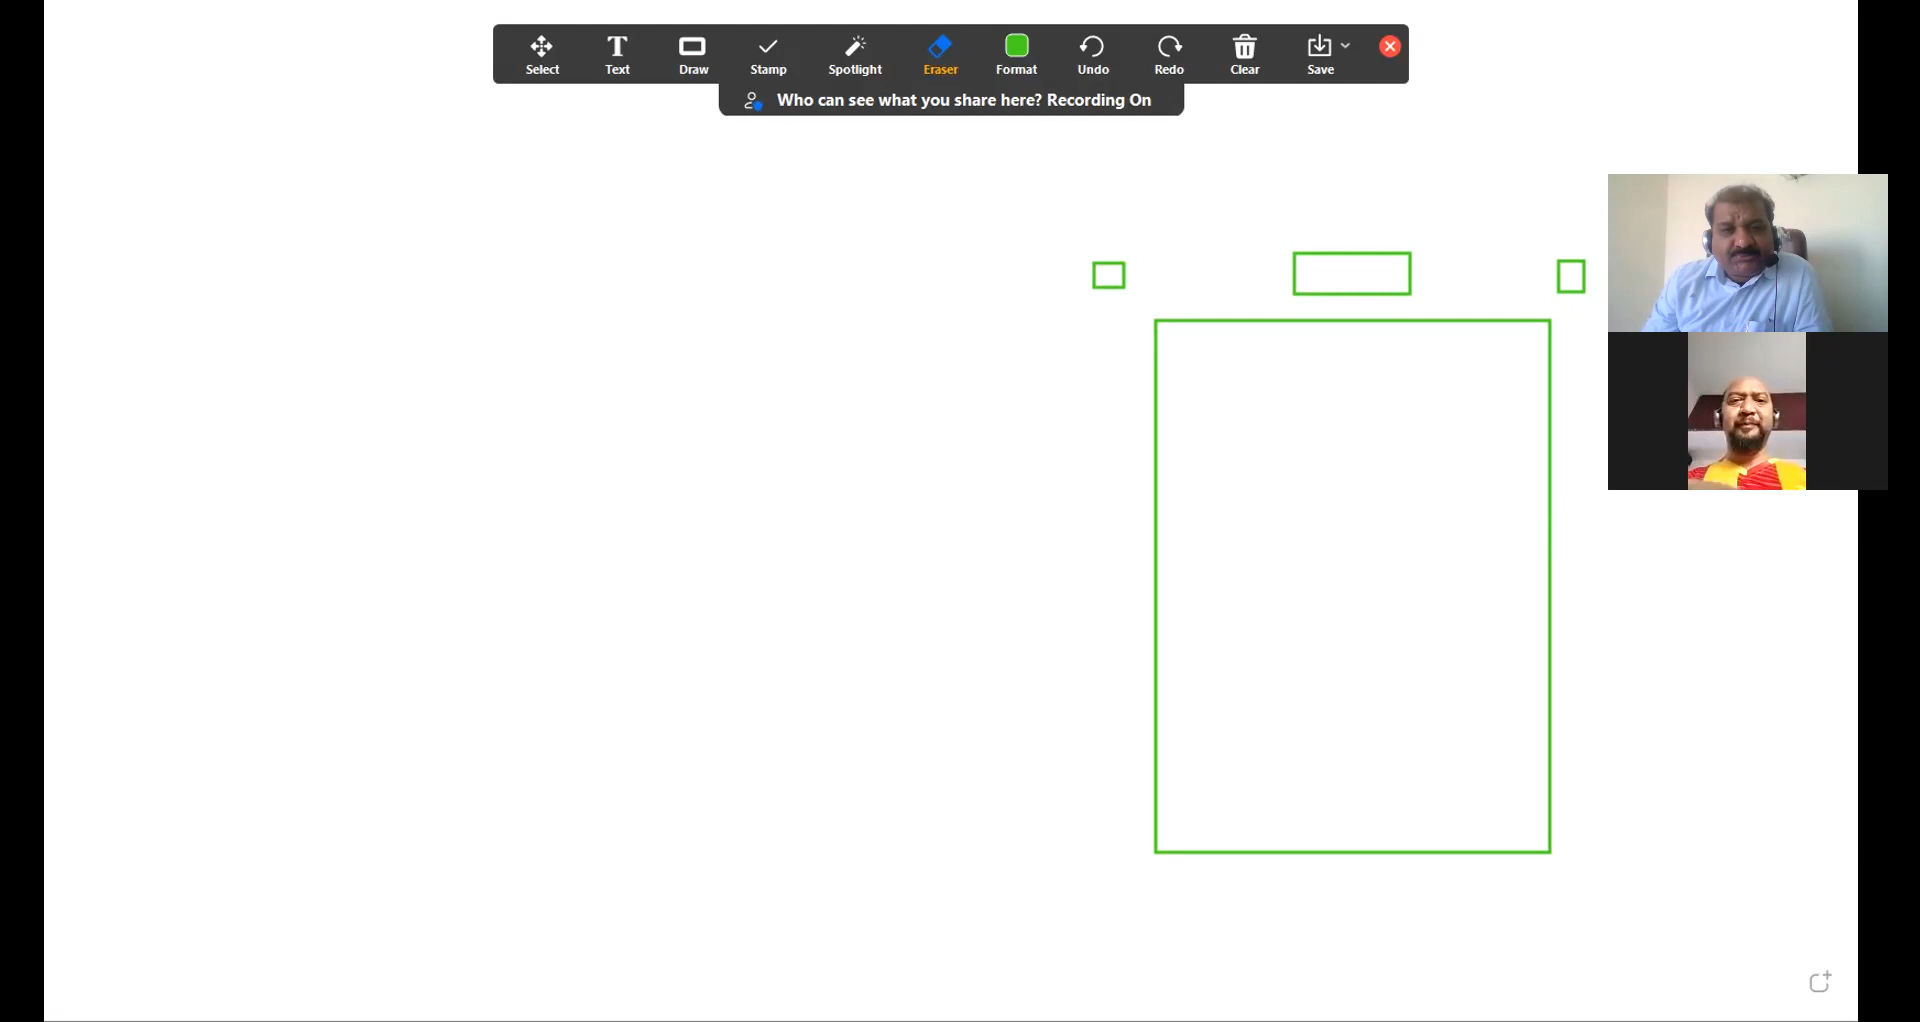 Select Text Draw Stamp Spotlight Eraser Format Undo Redo Clear Save
Who can see what you share here? Recording On